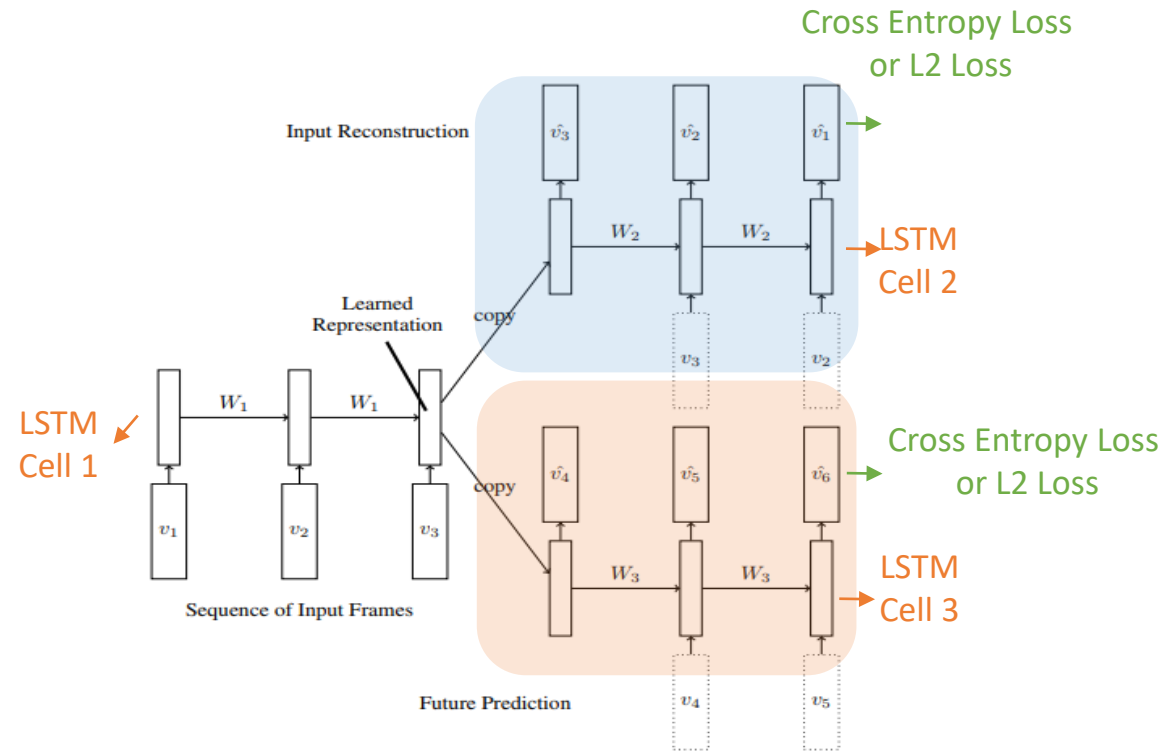 Cross Entropy Loss
or L2 Loss
Input Reconstruction
v̂₃
v̂₂
v̂₁
W₂
W₂
LSTM
Cell 2
Learned
Representation
copy
v₃
v₂
W₁
W₁
LSTM
Cell 1
v₁
v₂
v₃
Sequence of Input Frames
copy
v̂₄
v̂₅
v̂₆
Cross Entropy Loss
or L2 Loss
W₃
W₃
LSTM
Cell 3
Future Prediction
v₄
v₅